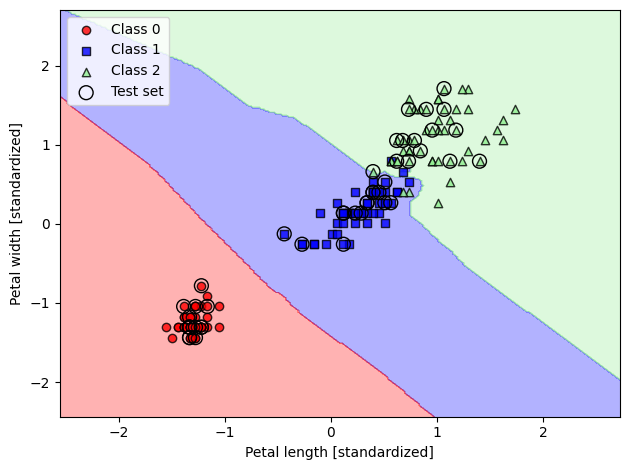 Class 0
Class 1
Class 2
Test set
Petal width [standardized]
2
1
0
−1
−2
−2
−1
0
1
2
Petal length [standardized]